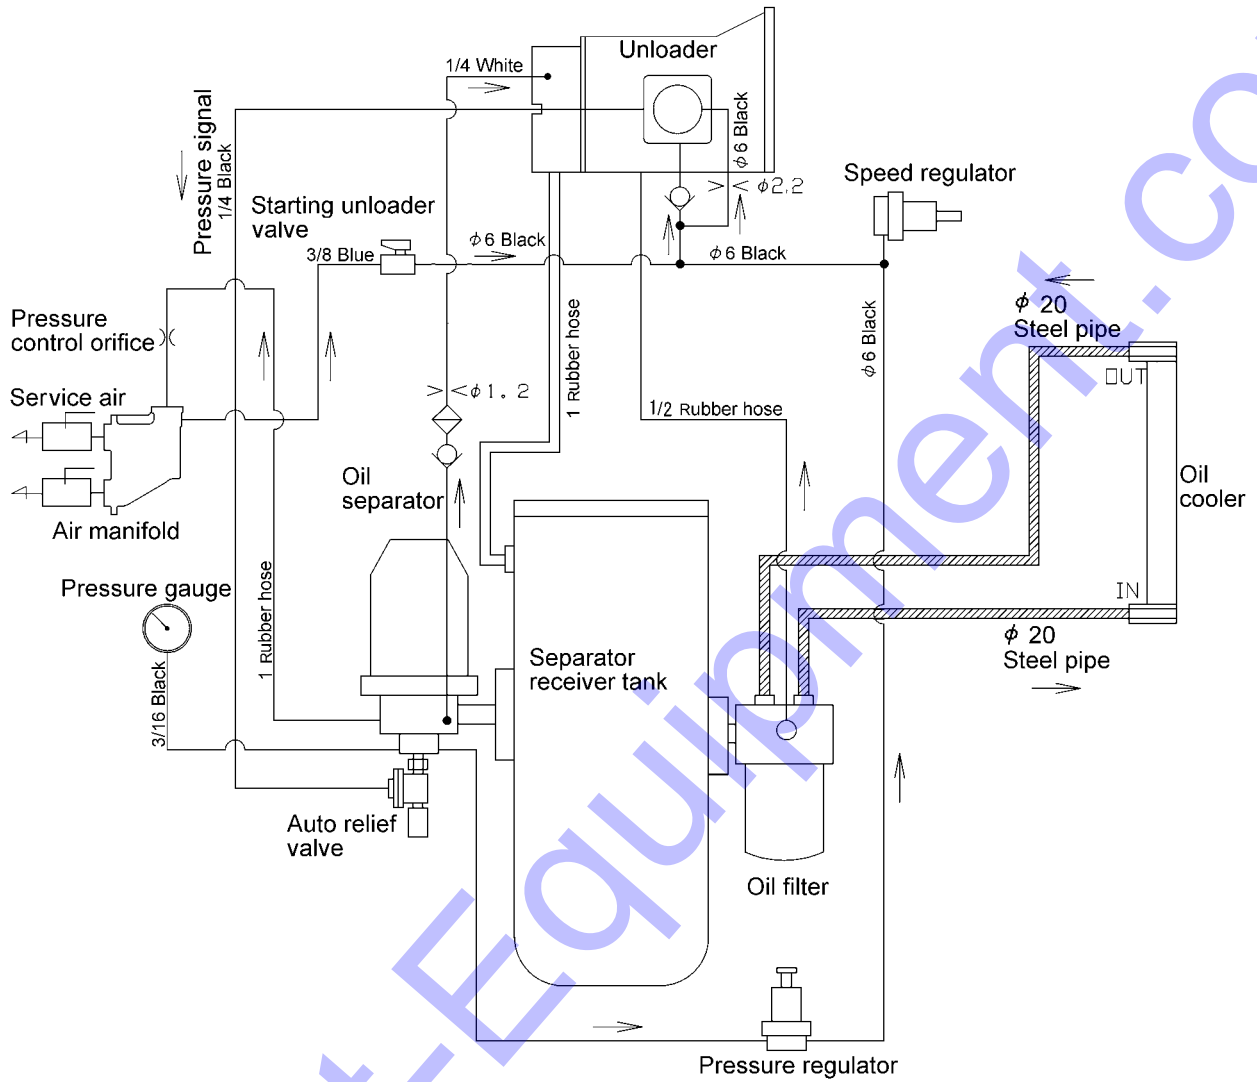 Unloader
1/4 White
Pressure signal
1/4 Black
φ6 Black
φ2.2
Speed regulator
Starting unloader
valve
3/8 Blue
φ6 Black
φ6 Black
φ 20
Steel pipe
Pressure
control orifice
1 Rubber hose
φ6 Black
OUT
Service air
φ1.2
1/2 Rubber hose
Oil
separator
Oil
cooler
Air manifold
Pressure gauge
IN
1 Rubber hose
φ 20
Steel pipe
Separator
receiver tank
3/16 Black
Auto relief
valve
Oil filter
Pressure regulator
t-Equipment.co